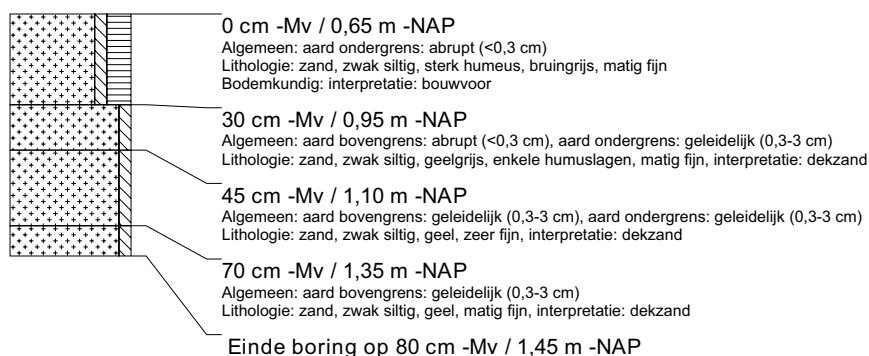 0 cm -Mv / 0,65 m -NAP
Algemeen: aard ondergrens: abrupt (<0,3 cm)
Lithologie: zand, zwak siltig, sterk humeus, bruingrijs, matig fijn
Bodemkundig: interpretatie: bouwvoor
30 cm -Mv / 0,95 m -NAP
Algemeen: aard bovengrens: abrupt (<0,3 cm), aard ondergrens: geleidelijk (0,3-3 cm)
Lithologie: zand, zwak siltig, geelgrijs, enkele humuslagen, matig fijn, interpretatie: dekzand
45 cm -Mv / 1,10 m -NAP
Algemeen: aard bovengrens: geleidelijk (0,3-3 cm), aard ondergrens: geleidelijk (0,3-3 cm)
Lithologie: zand, zwak siltig, geel, zeer fijn, interpretatie: dekzand
70 cm -Mv / 1,35 m -NAP
Algemeen: aard bovengrens: geleidelijk (0,3-3 cm)
Lithologie: zand, zwak siltig, geel, matig fijn, interpretatie: dekzand
Einde boring op 80 cm -Mv / 1,45 m -NAP